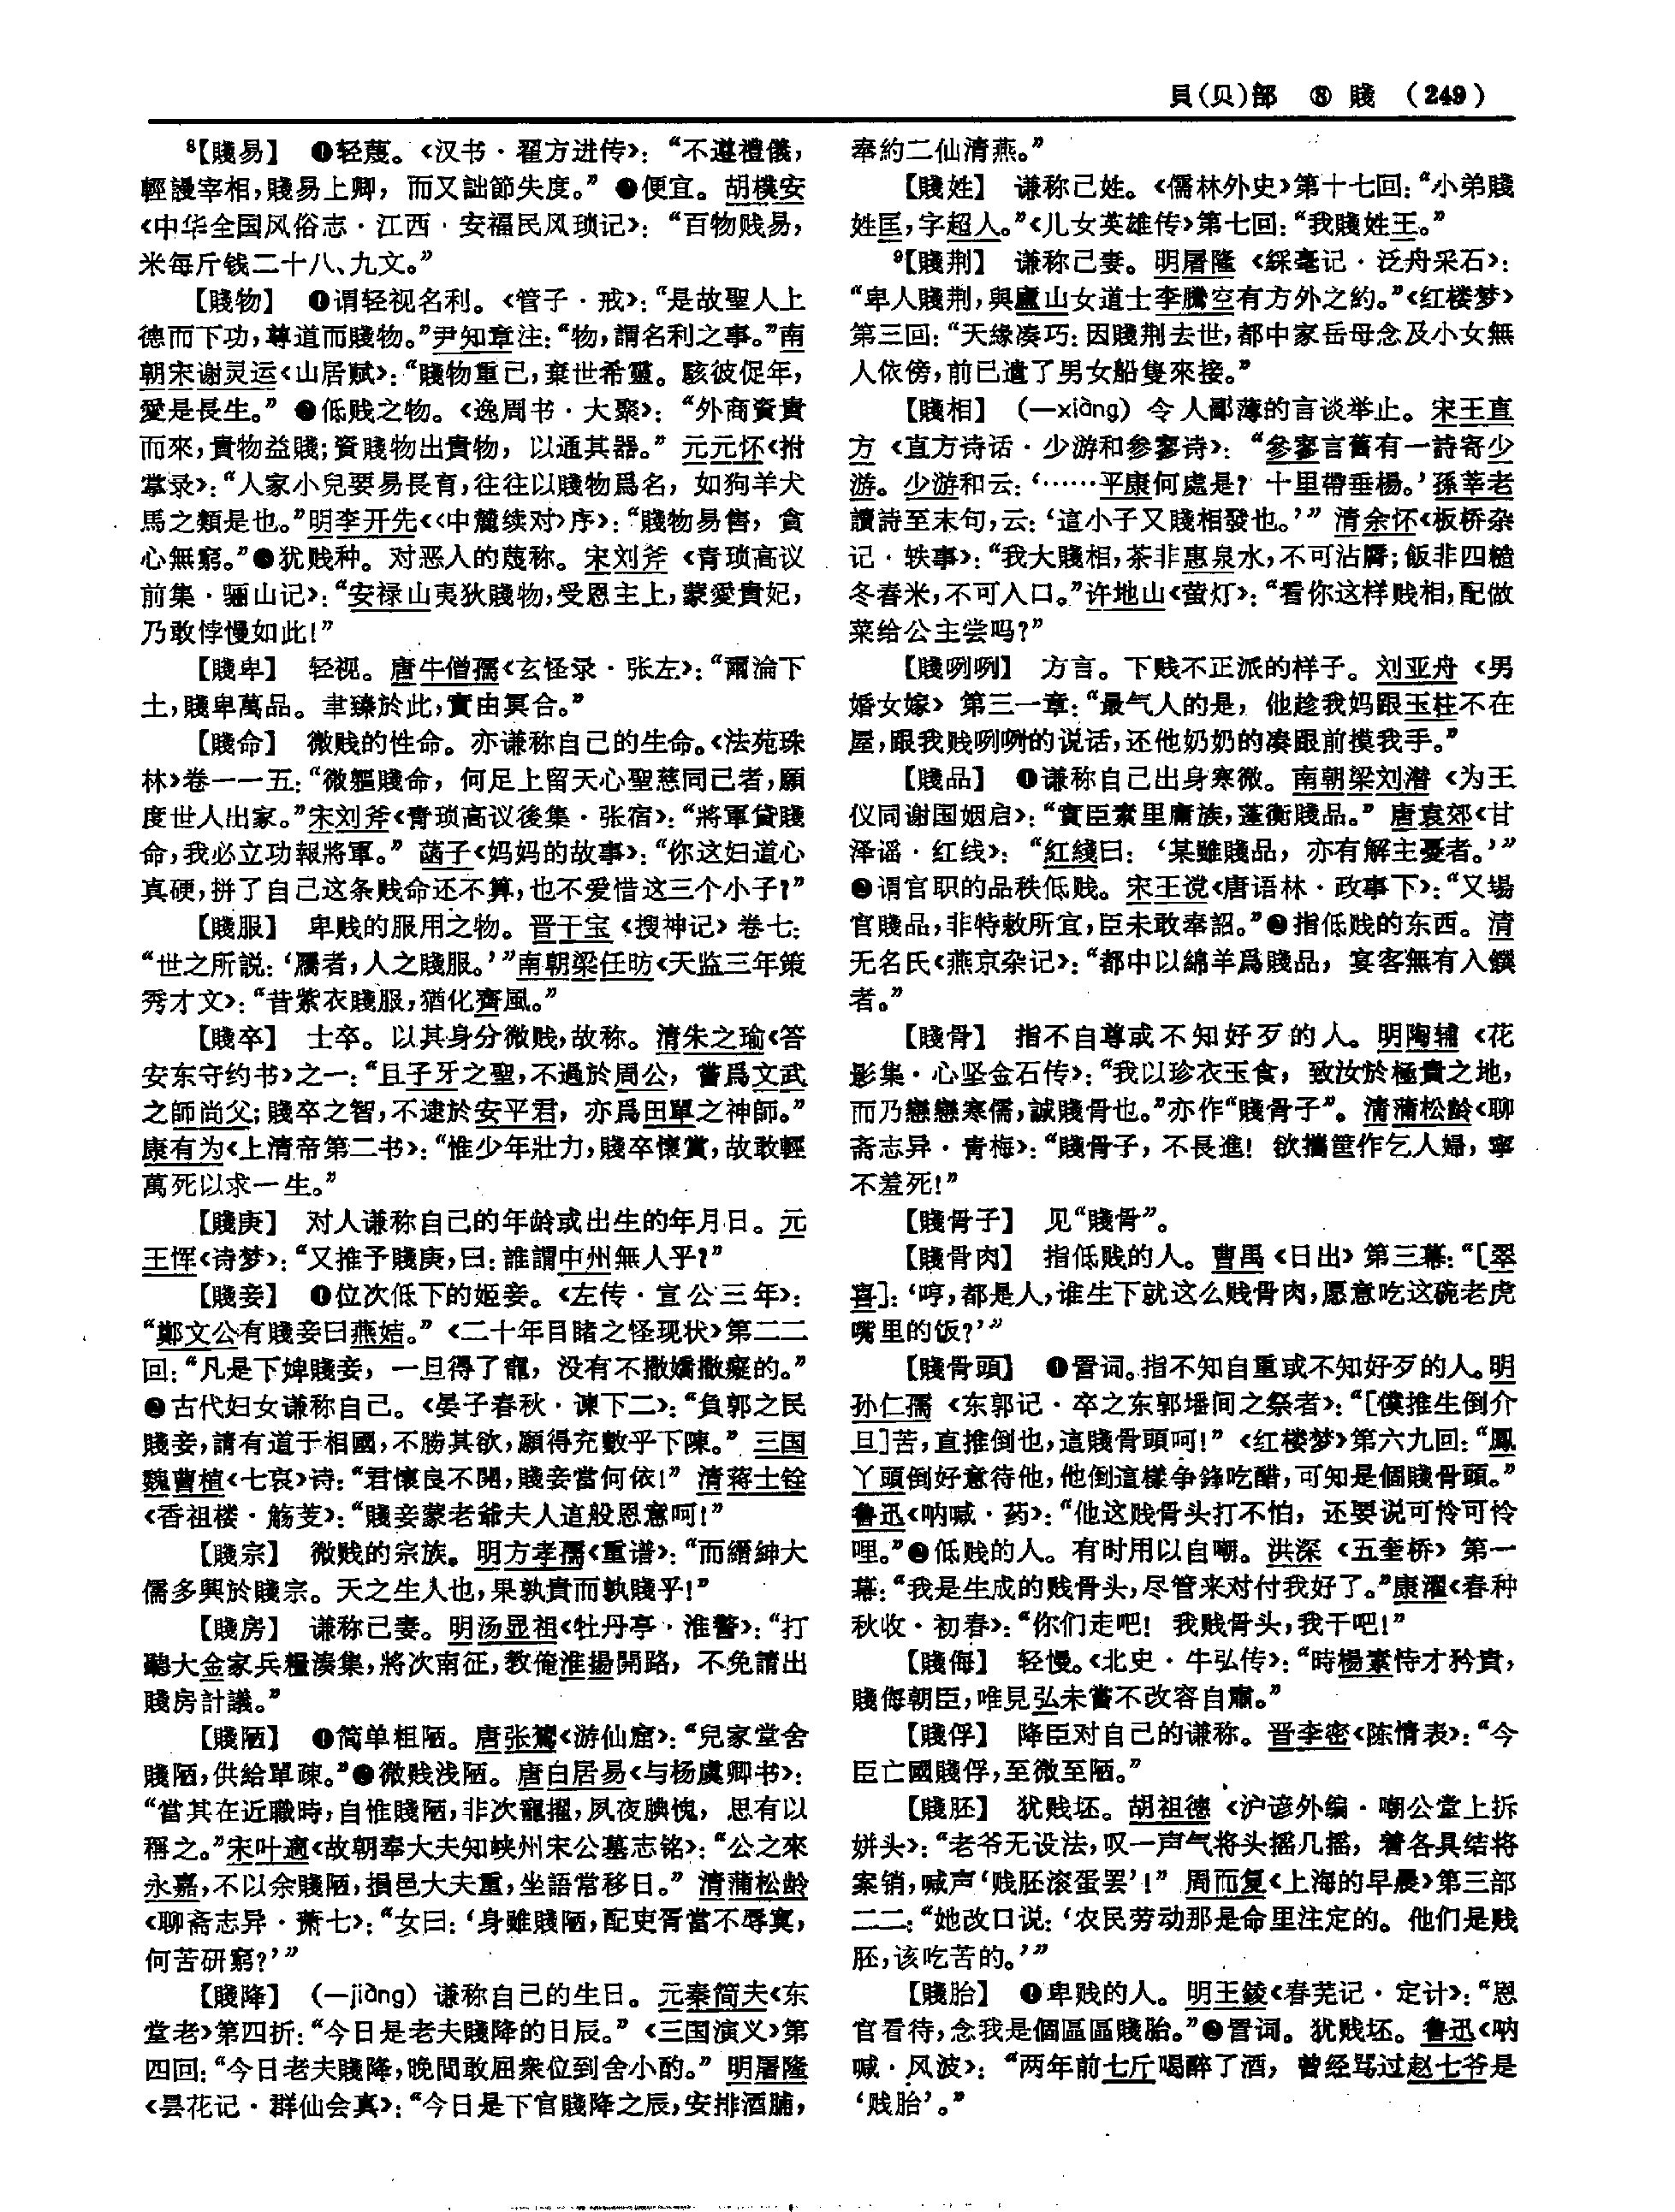 貝(贝)部 ⑧ 賤 (249)
⁸【賤易】 ❶轻蔑。《汉书·翟方进传》：“不遵禮儀，
輕謾宰相，賤易上卿，而又詘節失度。”❷便宜。胡樸安
《中华全国风俗志·江西·安福民风琐记》：“百物贱易，
米每斤钱二十八、九文。”
【賤物】 ❶谓轻视名利。《管子·戒》：“是故聖人上
德而下功，尊道而賤物。”尹知章注：“物，謂名利之事。”南
朝宋谢灵运《山居赋》：“賤物重己，棄世希靈。駭彼促年，
愛是長生。”❷低贱之物。《逸周书·大聚》：“外商資貴
而來，貴物益賤；資賤物出貴物，以通其器。”元元怀《拊
掌录》：“人家小兒要易長育，往往以賤物爲名，如狗羊犬
馬之類是也。”明李开先《〈中麓续对〉序》：“賤物易售，貪
心無窮。”❸犹贱种。对恶人的蔑称。宋刘斧《青琐高议
前集·骊山记》：“安禄山夷狄賤物，受恩主上，蒙愛貴妃，
乃敢悖慢如此！”
【賤卑】 轻视。唐牛僧孺《玄怪录·张左》：“爾淪下
土，賤卑萬品。聿臻於此，實由冥合。”
【賤命】 微贱的性命。亦谦称自己的生命。《法苑珠
林》卷一一五：“微軀賤命，何足上留天心聖慈同己者，願
度世人出家。”宋刘斧《青琐高议後集·张宿》：“將軍貸賤
命，我必立功報將軍。”菡子《妈妈的故事》：“你这妇道心
真硬，拼了自己这条贱命还不算，也不爱惜这三个小子？”
【賤服】 卑贱的服用之物。晋干宝《搜神记》卷七：
“世之所説：‘屩者，人之賤服。’”南朝梁任昉《天监三年策
秀才文》：“昔紫衣賤服，猶化齊風。”
【賤卒】 士卒。以其身分微贱，故称。清朱之瑜《答
安东守约书》之一：“且子牙之聖，不過於周公，嘗爲文武
之師尚父；賤卒之智，不逮於安平君，亦爲田單之神師。”
康有为《上清帝第二书》：“惟少年壯力，賤卒懷賞，故敢輕
萬死以求一生。”
【賤庚】 对人谦称自己的年龄或出生的年月日。元
王恽《诗梦》：“又推予賤庚，曰：誰謂中州無人乎？”
【賤妾】 ❶位次低下的姬妾。《左传·宣公三年》：
“鄭文公有賤妾曰燕姞。”《二十年目睹之怪现状》第二二
回：“凡是下婢賤妾，一旦得了寵，没有不撒嬌撒癡的。”
❷古代妇女谦称自己。《晏子春秋·谏下二》：“負郭之民
賤妾，請有道于相國，不勝其欲，願得充數乎下陳。”三国
魏曹植《七哀》诗：“君懷良不開，賤妾當何依！”清蒋士铨
《香祖楼·觞芰》：“賤妾蒙老爺夫人這般恩意呵！”
【賤宗】 微贱的宗族。明方孝孺《重谱》：“而縉紳大
儒多興於賤宗。天之生人也，果孰貴而孰賤乎！”
【賤房】 谦称己妻。明汤显祖《牡丹亭·淮警》：“打
聽大金家兵糧湊集，將次南征，教俺淮揚開路，不免請出
賤房計議。”
【賤陋】 ❶简单粗陋。唐张鷟《游仙窟》：“兒家堂舍
賤陋，供給單疎。”❷微贱浅陋。唐白居易《与杨虞卿书》：
“當其在近職時，自惟賤陋，非次寵擢，夙夜腆愧，思有以
稱之。”宋叶適《故朝奉大夫知峡州宋公墓志铭》：“公之來
永嘉，不以余賤陋，損邑大夫重，坐語常移日。”清蒲松龄
《聊斋志异·萧七》：“女曰：‘身雖賤陋，配吏胥當不辱寞，
何苦研窮？’”
【賤降】 （一jiàng）谦称自己的生日。元秦简夫《东
堂老》第四折：“今日是老夫賤降的日辰。”《三国演义》第
四回：“今日老夫賤降，晚間敢屈衆位到舍小酌。”明屠隆
《昙花记·群仙会真》：“今日是下官賤降之辰，安排酒脯，
奉約二仙清燕。”
【賤姓】 谦称己姓。《儒林外史》第十七回：“小弟賤
姓匡，字超人。”《儿女英雄传》第七回：“我賤姓王。”
⁹【賤荆】 谦称己妻。明屠隆《綵毫记·泛舟采石》：
“卑人賤荆，與廬山女道士李騰空有方外之約。”《红楼梦》
第三回：“天緣凑巧：因賤荆去世，都中家岳母念及小女無
人依傍，前已遣了男女船隻來接。”
【賤相】 （一xiàng）令人鄙薄的言谈举止。宋王直
方《直方诗话·少游和参寥诗》：“參寥言舊有一詩寄少
游。少游和云：‘……平康何處是？十里帶垂楊。’孫莘老
讀詩至末句，云：‘這小子又賤相發也。’”清余怀《板桥杂
记·轶事》：“我大賤相，茶非惠泉水，不可沾脣；飯非四糙
冬舂米，不可入口。”许地山《萤灯》：“看你这样贱相，配做
菜给公主尝吗？”
【賤咧咧】 方言。下贱不正派的样子。刘亚舟《男
婚女嫁》第三一章：“最气人的是，他趁我妈跟玉柱不在
屋，跟我贱咧咧的说话，还他奶奶的凑跟前摸我手。”
【賤品】 ❶谦称自己出身寒微。南朝梁刘潜《为王
仪同谢国姻启》：“實臣素里庸族，蓬衡賤品。”唐袁郊《甘
泽谣·红线》：“紅綫曰：‘某雖賤品，亦有解主憂者。’”
❷谓官职的品秩低贱。宋王谠《唐语林·政事下》：“又場
官賤品，非特敕所宜，臣未敢奉詔。”❸指低贱的东西。清
无名氏《燕京杂记》：“都中以綿羊爲賤品，宴客無有入饌
者。”
【賤骨】 指不自尊或不知好歹的人。明陶辅《花
影集·心坚金石传》：“我以珍衣玉食，致汝於極貴之地，
而乃戀戀寒儒，誠賤骨也。”亦作“賤骨子”。清蒲松龄《聊
斋志异·青梅》：“賤骨子，不長進！欲攜筐作乞人婦，寧
不羞死！”
【賤骨子】 见“賤骨”。
【賤骨肉】 指低贱的人。曹禺《日出》第三幕：“[翠
喜]：‘哼，都是人，谁生下就这么贱骨肉，愿意吃这碗老虎
嘴里的饭？’”
【賤骨頭】 ❶詈词。指不知自重或不知好歹的人。明
孙仁孺《东郭记·卒之东郭墦间之祭者》：“[僕推生倒介
旦]苦，直推倒也，這賤骨頭呵！”《红楼梦》第六九回：“鳳
丫頭倒好意待他，他倒這樣争鋒吃醋，可知是個賤骨頭。”
鲁迅《呐喊·药》：“他这贱骨头打不怕，还要说可怜可怜
哩。”❷低贱的人。有时用以自嘲。洪深《五奎桥》第一
幕：“我是生成的贱骨头，尽管来对付我好了。”康濯《春种
秋收·初春》：“你们走吧！我贱骨头，我干吧！”
【賤侮】 轻慢。《北史·牛弘传》：“時楊素恃才矜貴，
賤侮朝臣，唯見弘未嘗不改容自肅。”
【賤俘】 降臣对自己的谦称。晋李密《陈情表》：“今
臣亡國賤俘，至微至陋。”
【賤胚】 犹贱坯。胡祖德《沪谚外编·嘲公堂上拆
姘头》：“老爷无设法，叹一声气将头摇几摇，着各具结将
案销，喊声‘贱胚滚蛋罢’！”周而复《上海的早晨》第三部
二二：“她改口说：‘农民劳动那是命里注定的。他们是贱
胚，该吃苦的。’”
【賤胎】 ❶卑贱的人。明王錂《春芜记·定计》：“恩
官看待，念我是個區區賤胎。”❷詈词。犹贱坯。鲁迅《呐
喊·风波》：“两年前七斤喝醉了酒，曾经骂过赵七爷是
‘贱胎’。”